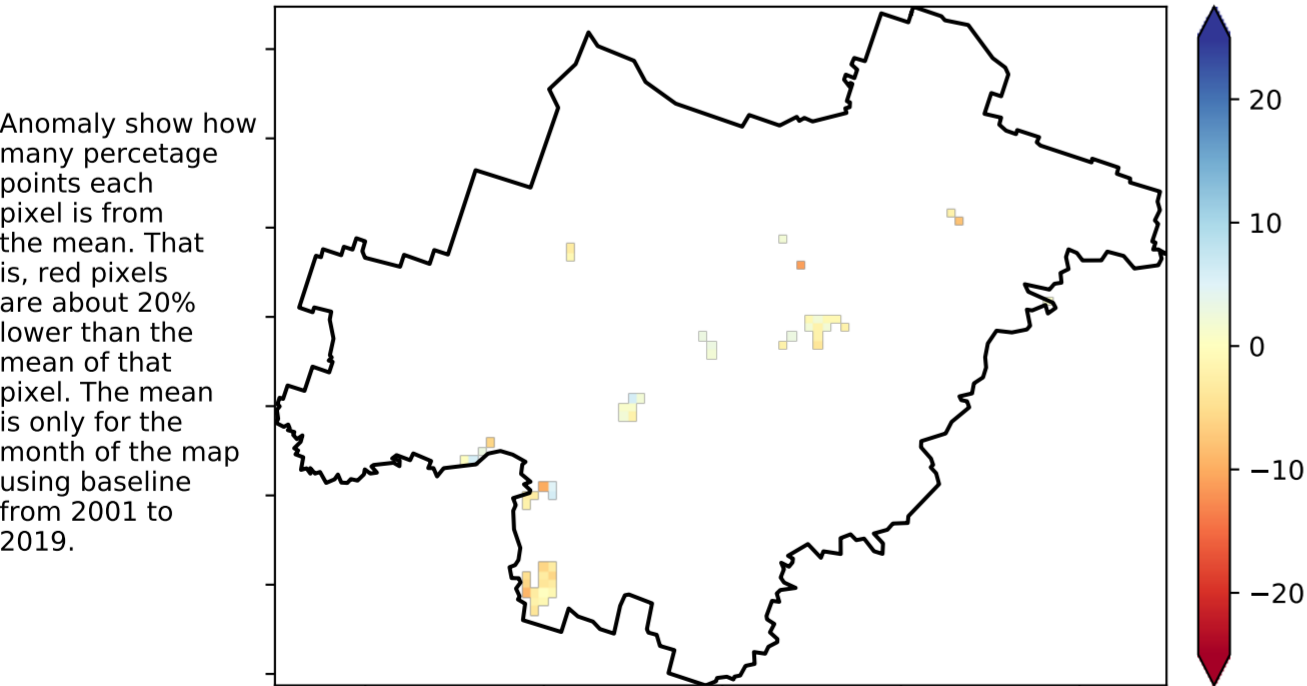 Anomaly show how
many percetage
points each
pixel is from
the mean. That
is, red pixels
are about 20%
lower than the
mean of that
pixel. The mean
is only for the
month of the map
using baseline
from 2001 to
2019.
20
10
0
−10
−20